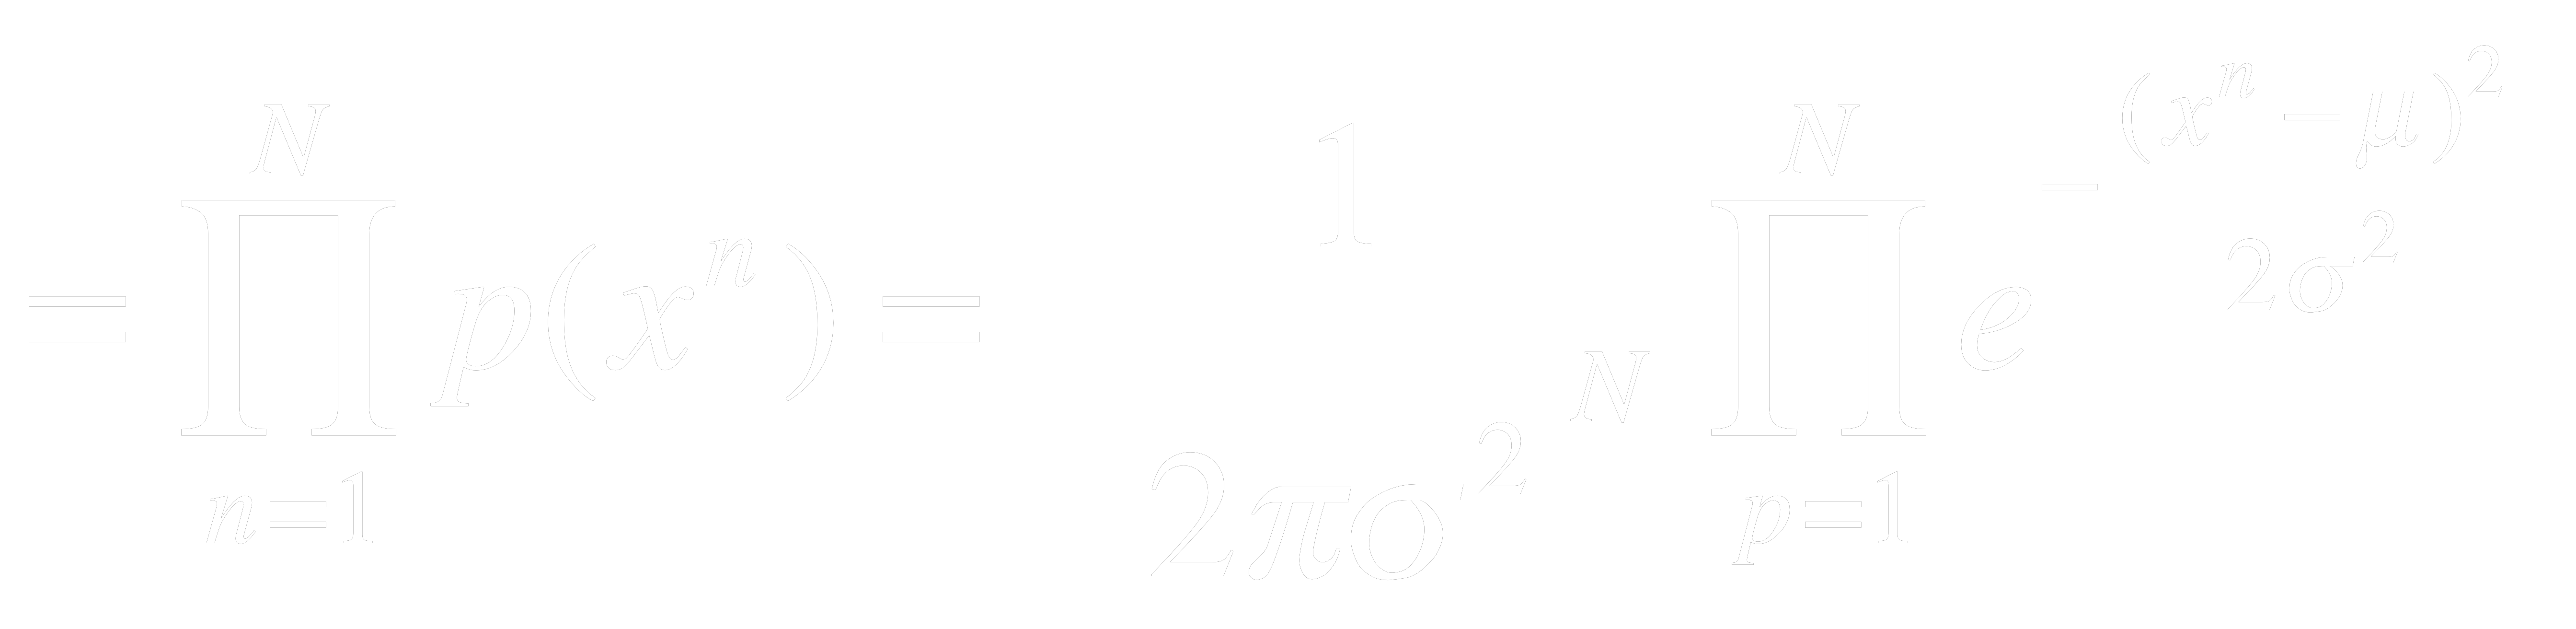 = ∏_{n=1}^{N} p(x^n) = 1 / 2πσ^2 ^N ∏_{p=1}^{N} e^{− (x^n − μ)^2 / 2σ^2}